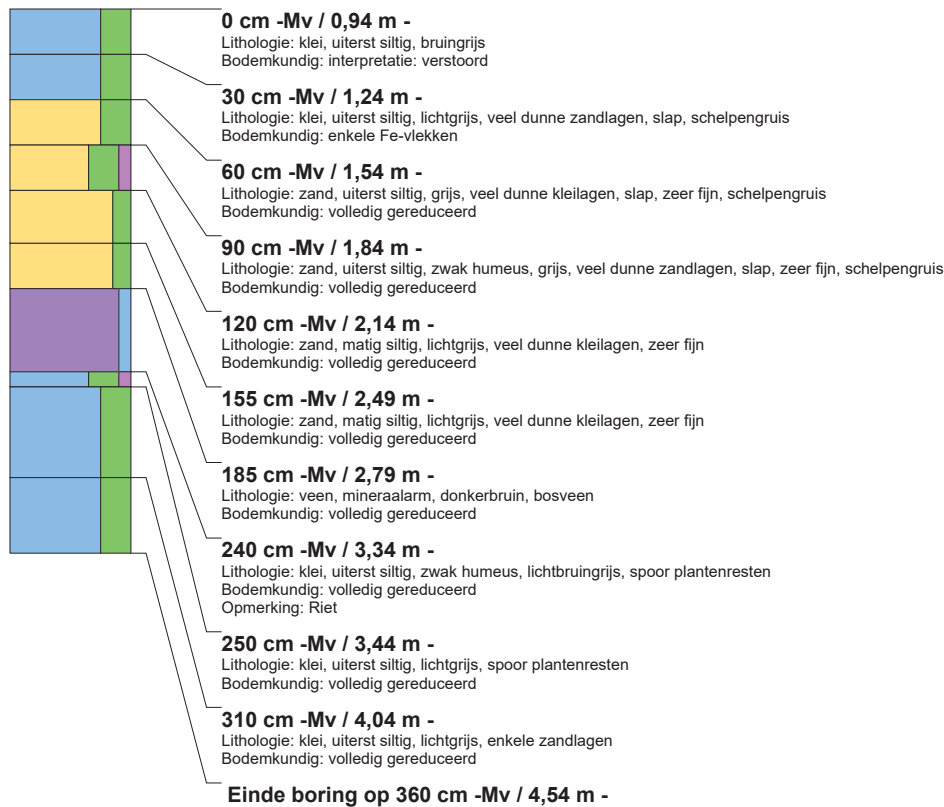 0 cm -Mv / 0,94 m -
Lithologie: klei, uiterst siltig, bruingrijs
Bodemkundig: interpretatie: verstoord
30 cm -Mv / 1,24 m -
Lithologie: klei, uiterst siltig, lichtgrijs, veel dunne zandlagen, slap, schelpengruis
Bodemkundig: enkele Fe-vlekken
60 cm -Mv / 1,54 m -
Lithologie: zand, uiterst siltig, grijs, veel dunne kleilagen, slap, zeer fijn, schelpengruis
Bodemkundig: volledig gereduceerd
90 cm -Mv / 1,84 m -
Lithologie: zand, uiterst siltig, zwak humeus, grijs, veel dunne zandlagen, slap, zeer fijn, schelpengruis
Bodemkundig: volledig gereduceerd
120 cm -Mv / 2,14 m -
Lithologie: zand, matig siltig, lichtgrijs, veel dunne kleilagen, zeer fijn
Bodemkundig: volledig gereduceerd
155 cm -Mv / 2,49 m -
Lithologie: zand, matig siltig, lichtgrijs, veel dunne kleilagen, zeer fijn
Bodemkundig: volledig gereduceerd
185 cm -Mv / 2,79 m -
Lithologie: veen, mineraalarm, donkerbruin, bosveen
Bodemkundig: volledig gereduceerd
240 cm -Mv / 3,34 m -
Lithologie: klei, uiterst siltig, zwak humeus, lichtbruingrijs, spoor plantenresten
Bodemkundig: volledig gereduceerd
Opmerking: Riet
250 cm -Mv / 3,44 m -
Lithologie: klei, uiterst siltig, lichtgrijs, spoor plantenresten
Bodemkundig: volledig gereduceerd
310 cm -Mv / 4,04 m -
Lithologie: klei, uiterst siltig, lichtgrijs, enkele zandlagen
Bodemkundig: volledig gereduceerd
Einde boring op 360 cm -Mv / 4,54 m -